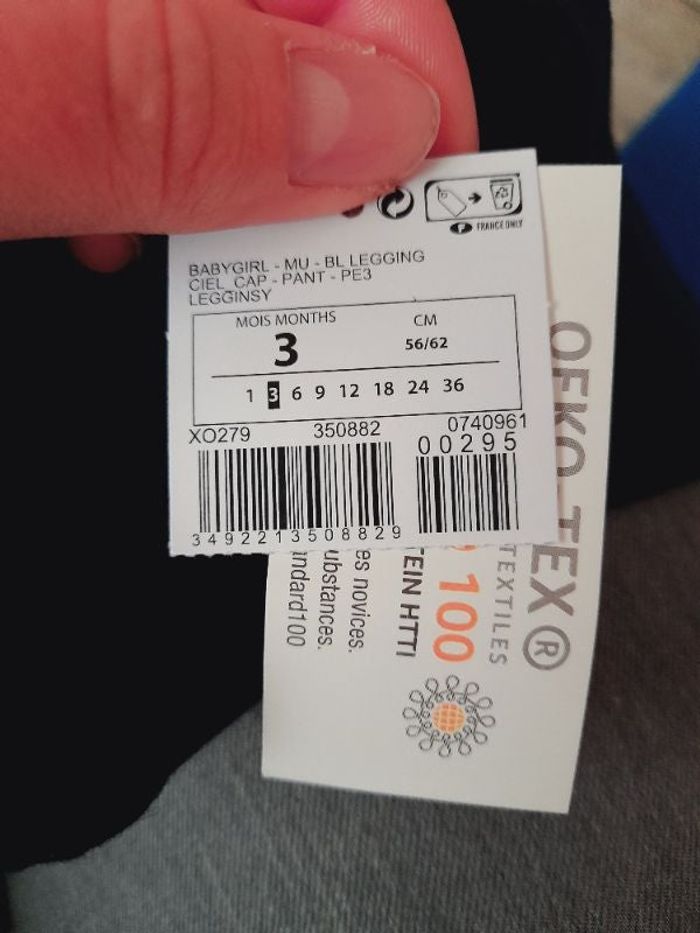 FRANCE ONLY
BABYGIRL - MU - BL LEGGING
CIEL_CAP - PANT - PE3
LEGGINSY
MOIS MONTHS
CM
3
56/62
1 3 6 9 12 18 24 36
XO279 350882 0740961
00295
3492213508829
OEKO-TEX®
TEXTILES
100
TEIN HTTI
es novices.
ubstances.
ndard100